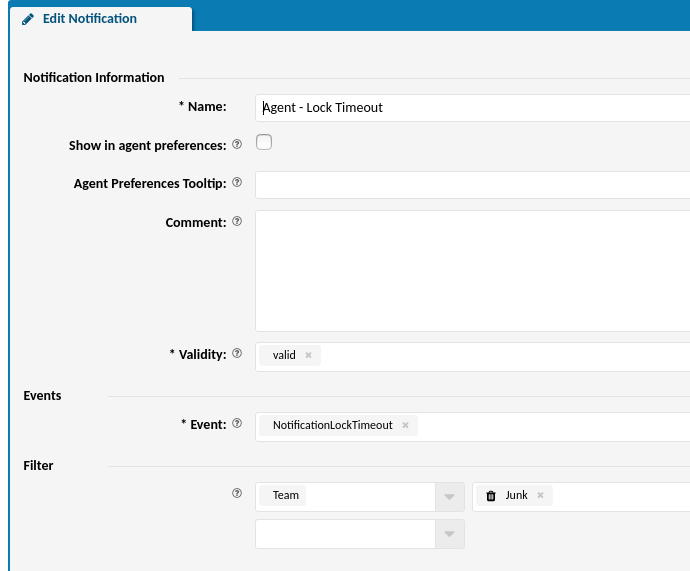 Edit Notification
Notification Information
* Name: Agent - Lock Timeout
Show in agent preferences:
Agent Preferences Tooltip:
Comment:
* Validity: valid
Events
* Event: NotificationLockTimeout
Filter
Team Junk